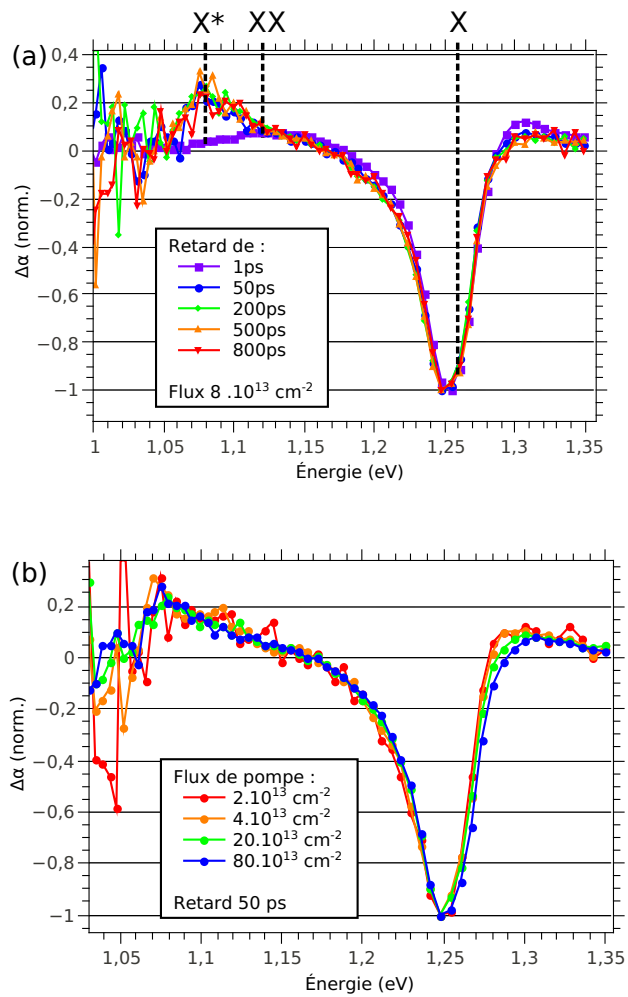 X* XX X
(a)
0,4
0,2
0
−0,2
−0,4
−0,6
−0,8
−1
Δα (norm.)
Retard de :
1ps
50ps
200ps
500ps
800ps
Flux 8 .10¹³ cm⁻²
1 1,05 1,1 1,15 1,2 1,25 1,3 1,35
Énergie (eV)
(b)
0,2
0
−0,2
−0,4
−0,6
−0,8
−1
Δα (norm.)
Flux de pompe :
2.10¹³ cm⁻²
4.10¹³ cm⁻²
20.10¹³ cm⁻²
80.10¹³ cm⁻²
Retard 50 ps
1,05 1,1 1,15 1,2 1,25 1,3 1,35
Énergie (eV)